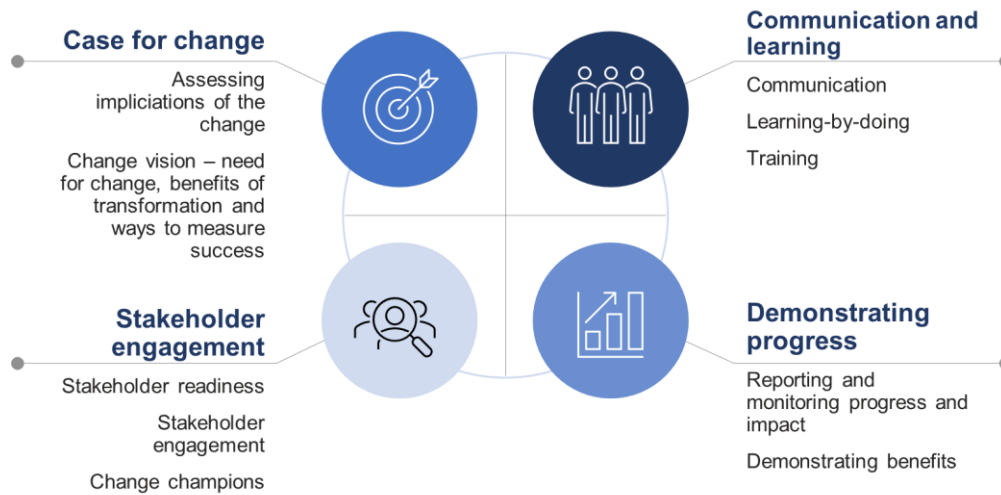 Case for change
Assessing
impliciations of the
change
Change vision – need
for change, benefits of
transformation and
ways to measure
success
Communication and
learning
Communication
Learning-by-doing
Training
Stakeholder
engagement
Stakeholder readiness
Stakeholder
engagement
Change champions
Demonstrating
progress
Reporting and
monitoring progress and
impact
Demonstrating benefits